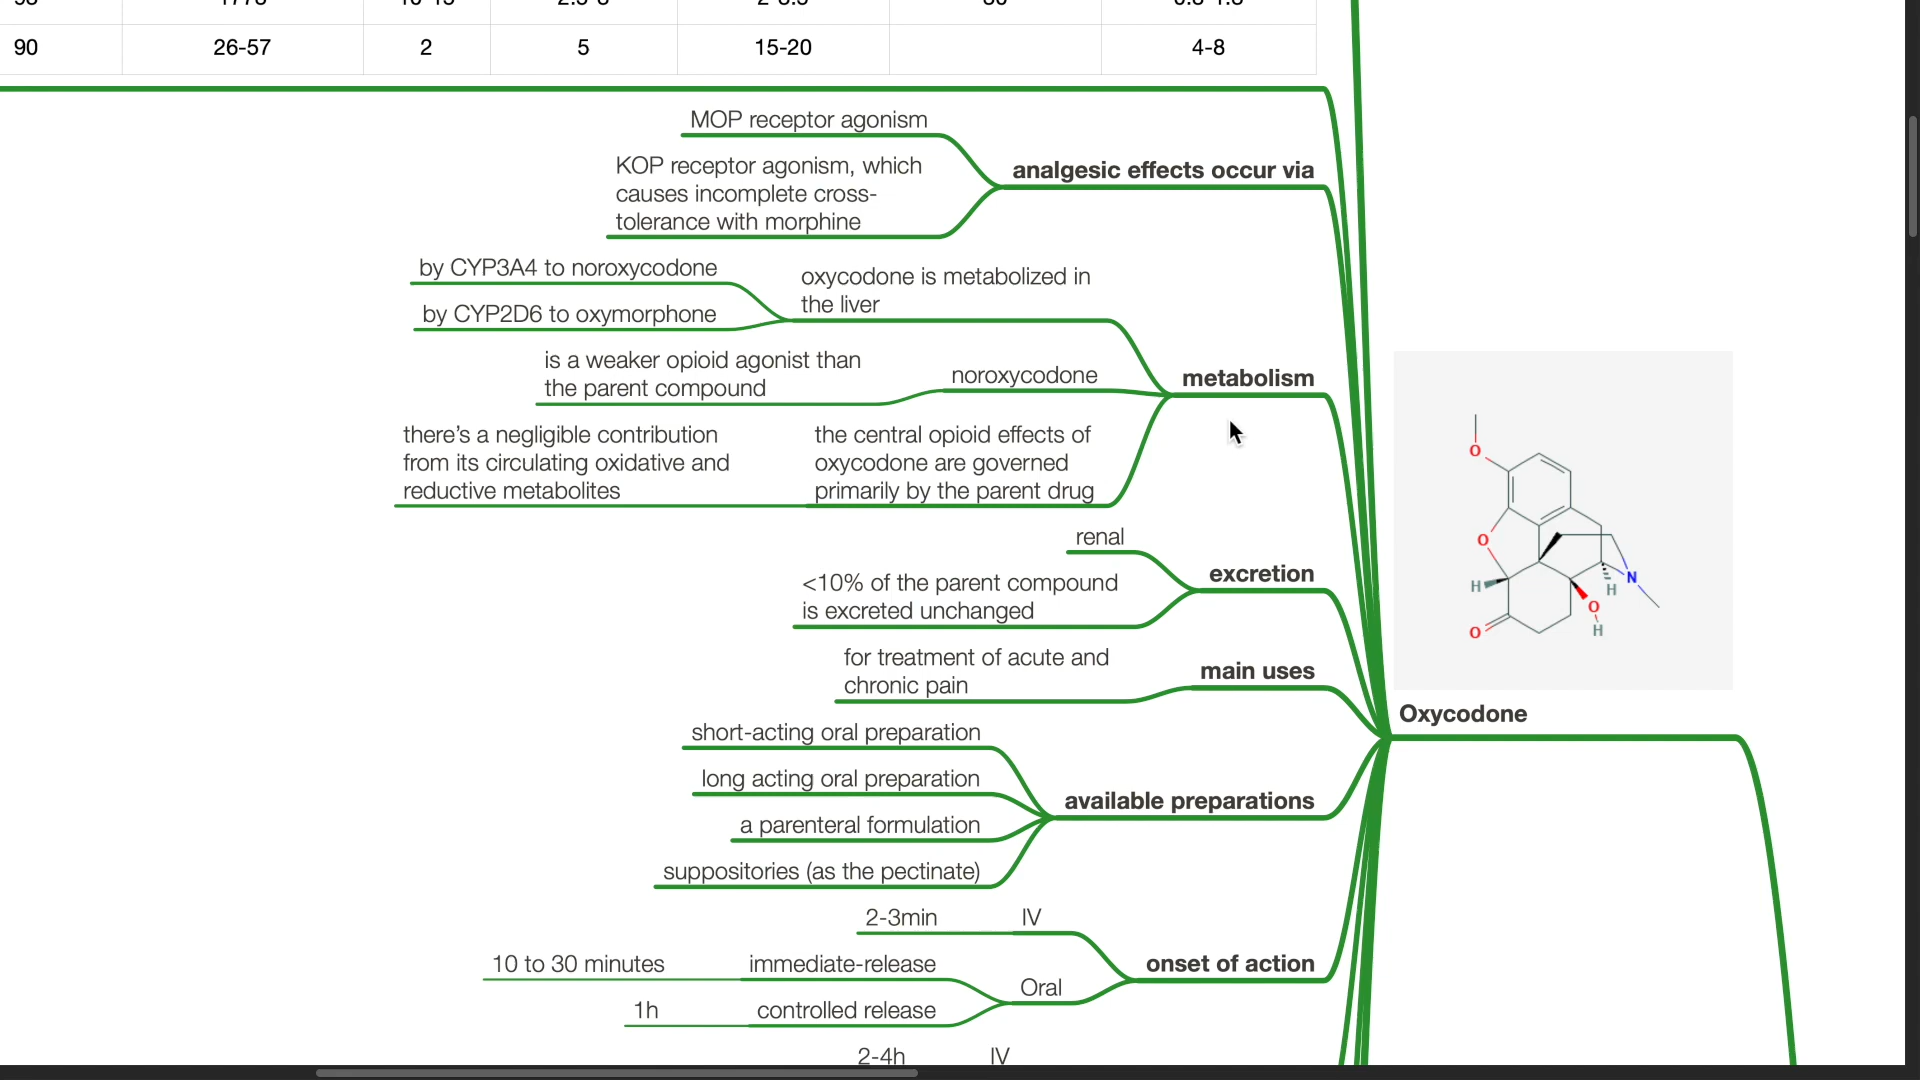 90 26-57 2 5 15-20 4-8
MOP receptor agonism
KOP receptor agonism, which
causes incomplete cross-
tolerance with morphine
analgesic effects occur via
by CYP3A4 to noroxycodone
by CYP2D6 to oxymorphone
oxycodone is metabolized in
the liver
is a weaker opioid agonist than
the parent compound
noroxycodone
metabolism
there's a negligible contribution
from its circulating oxidative and
reductive metabolites
the central opioid effects of
oxycodone are governed
primarily by the parent drug
renal
<10% of the parent compound
is excreted unchanged
excretion
for treatment of acute and
chronic pain
main uses
short-acting oral preparation
long acting oral preparation
a parenteral formulation
suppositories (as the pectinate)
available preparations
2-3min IV
10 to 30 minutes immediate-release
1h controlled release
Oral
onset of action
2-4h IV
O
O
H
N
H
O
H
O
Oxycodone